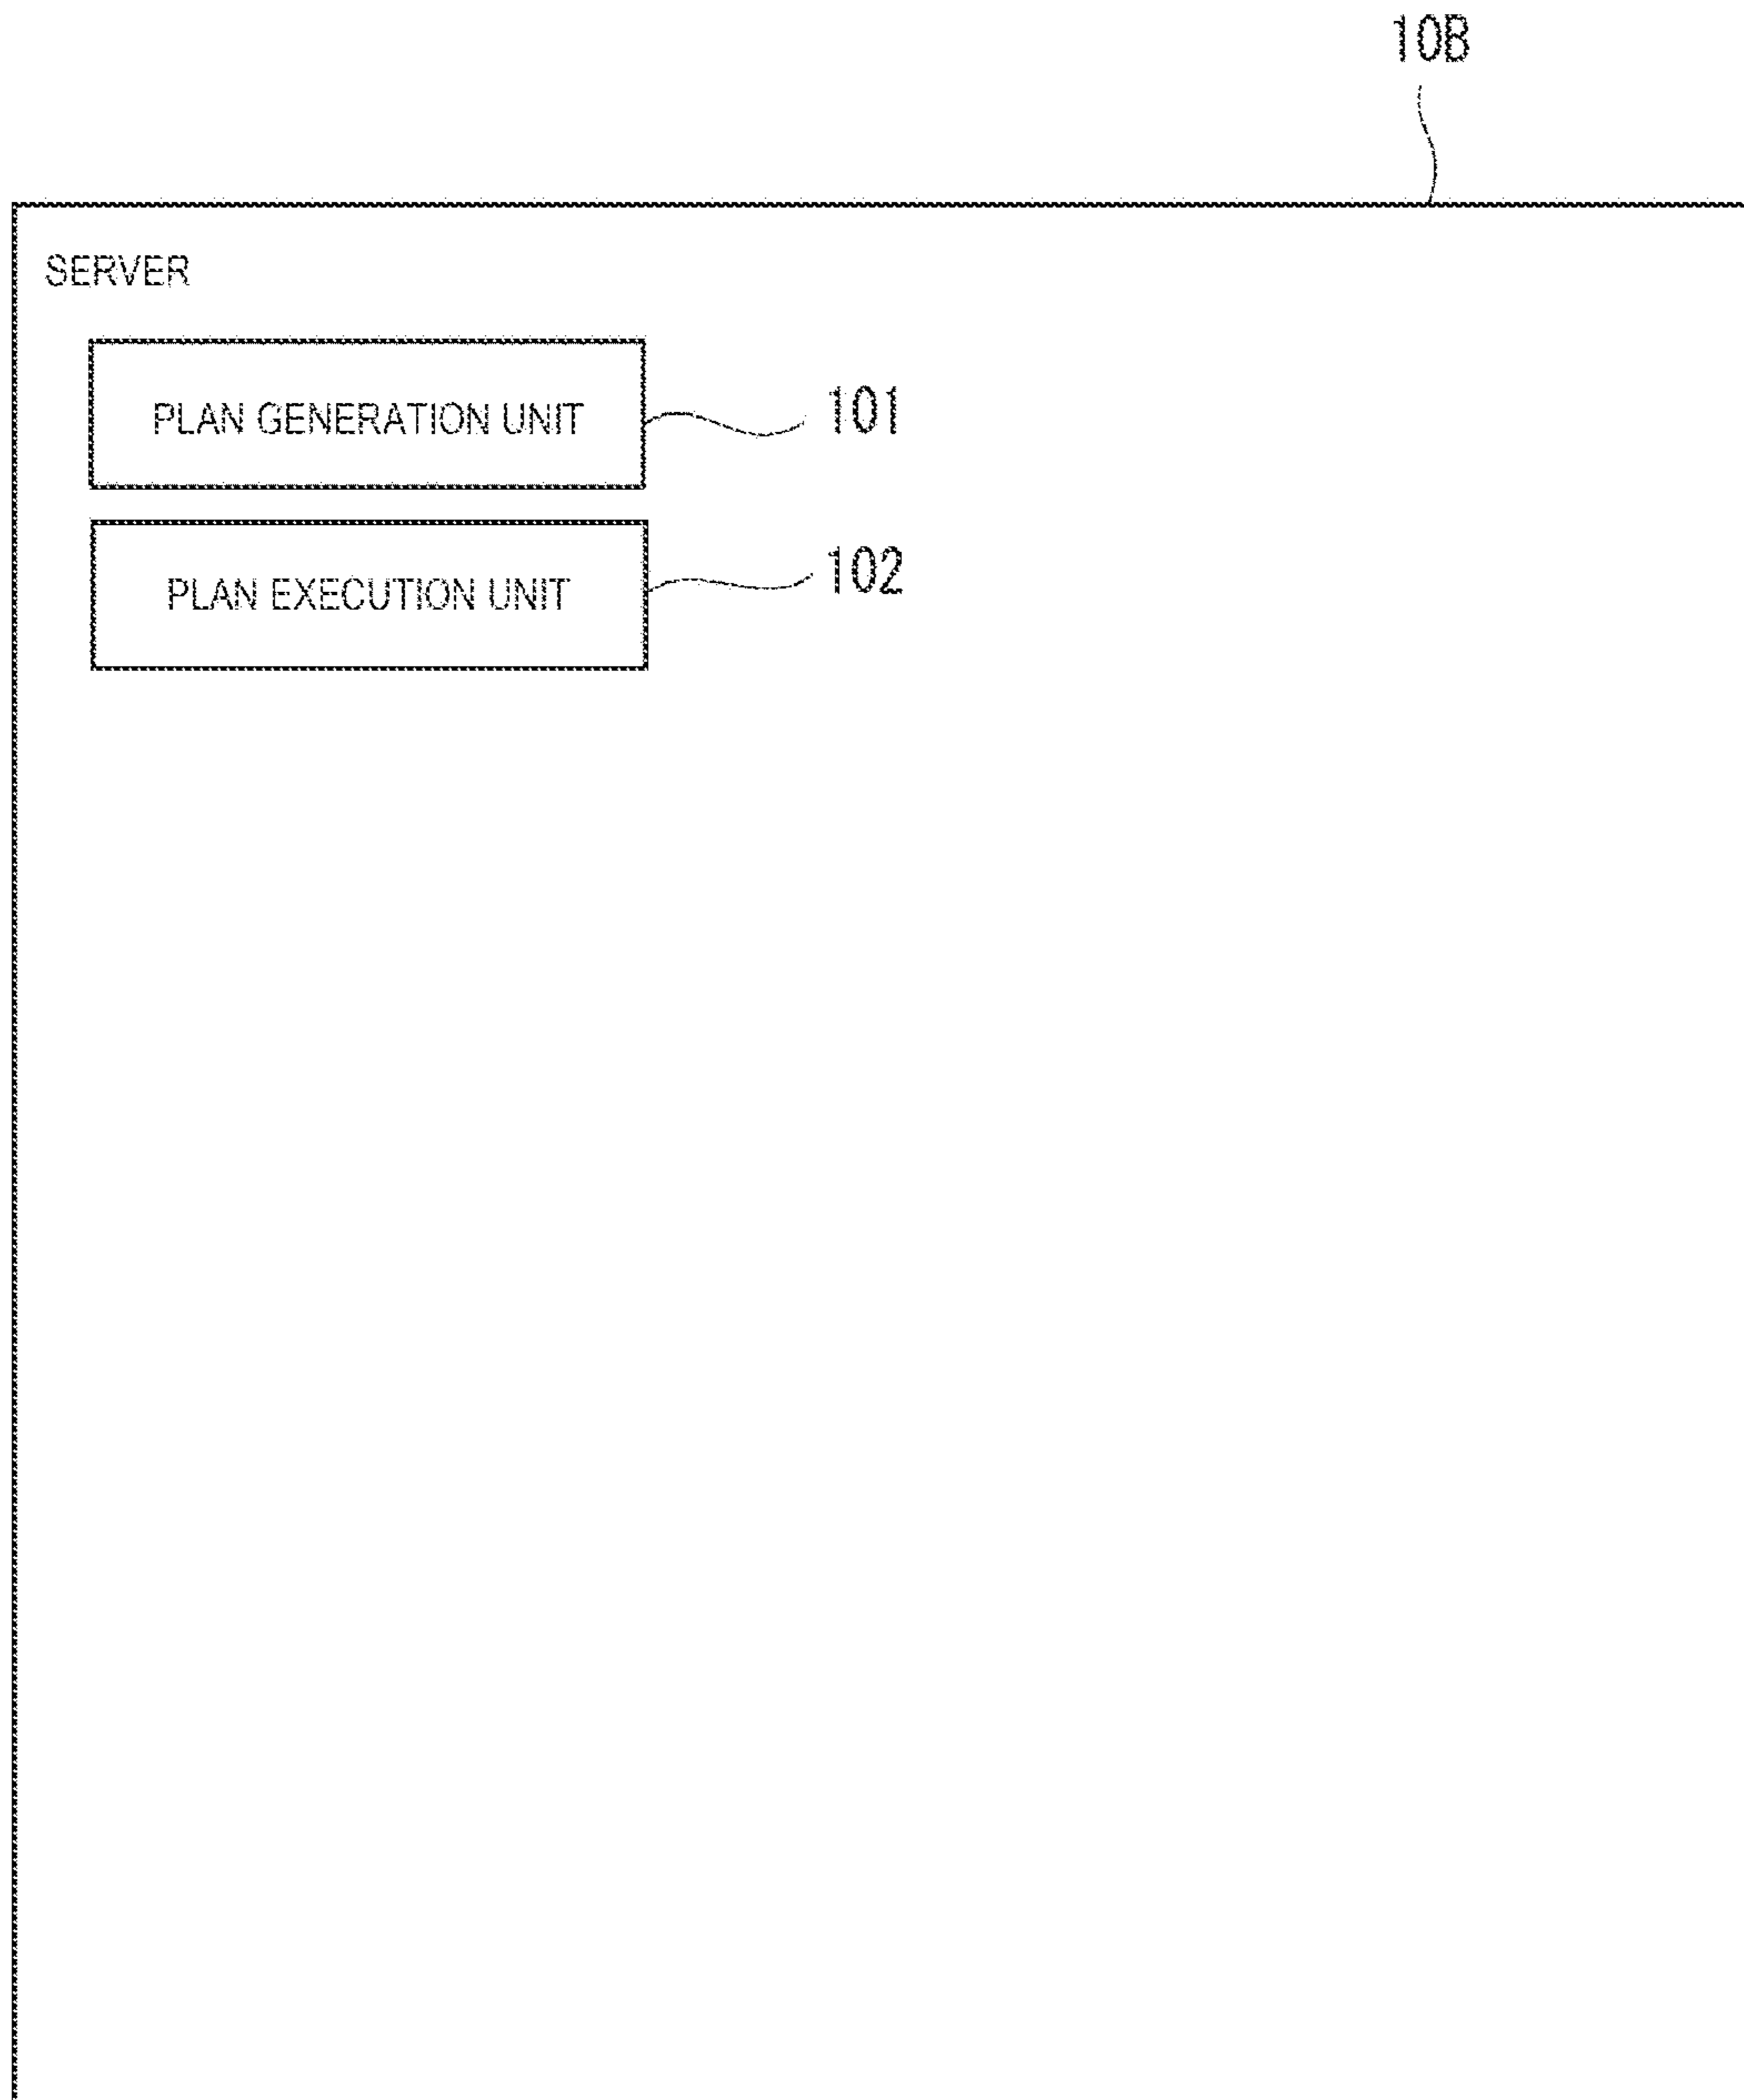 10B
SERVER
PLAN GENERATION UNIT
101
PLAN EXECUTION UNIT
102